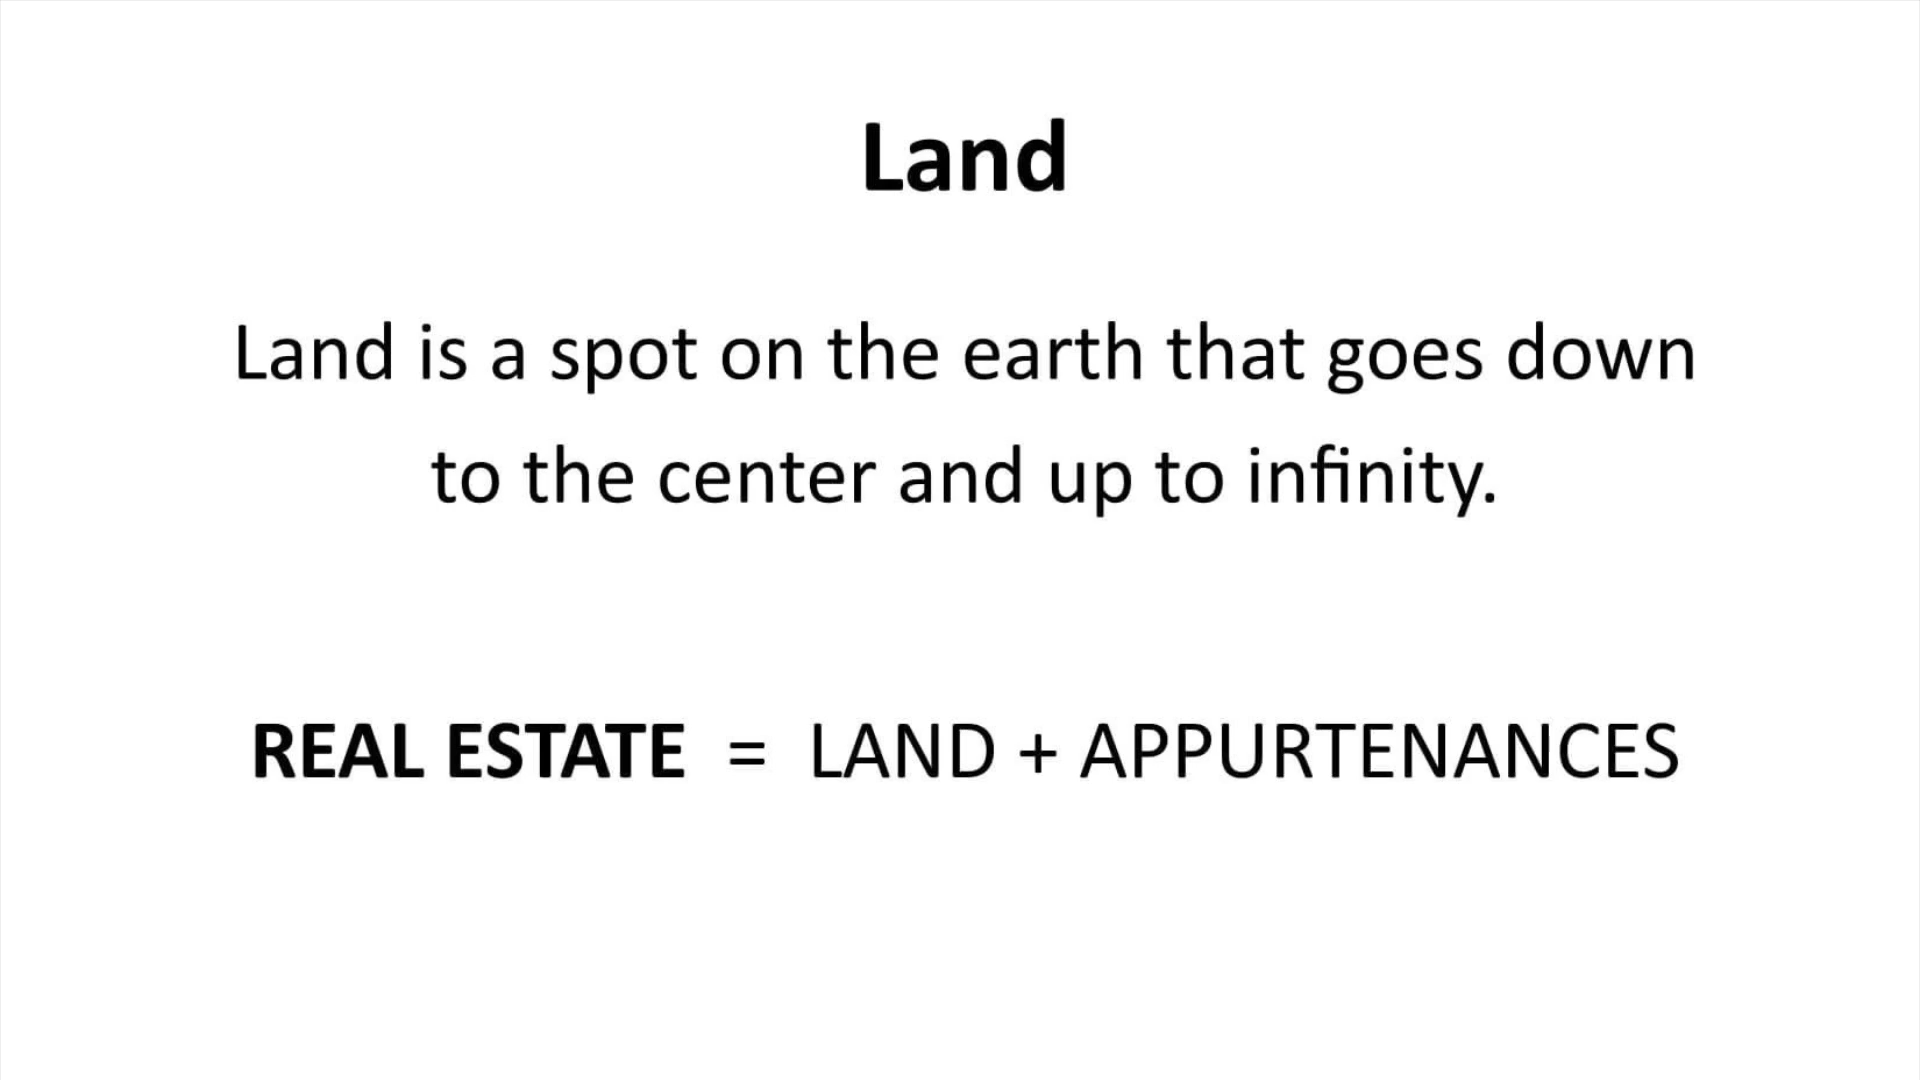 Land
Land is a spot on the earth that goes down
to the center and up to infinity.
REAL ESTATE = LAND + APPURTENANCES